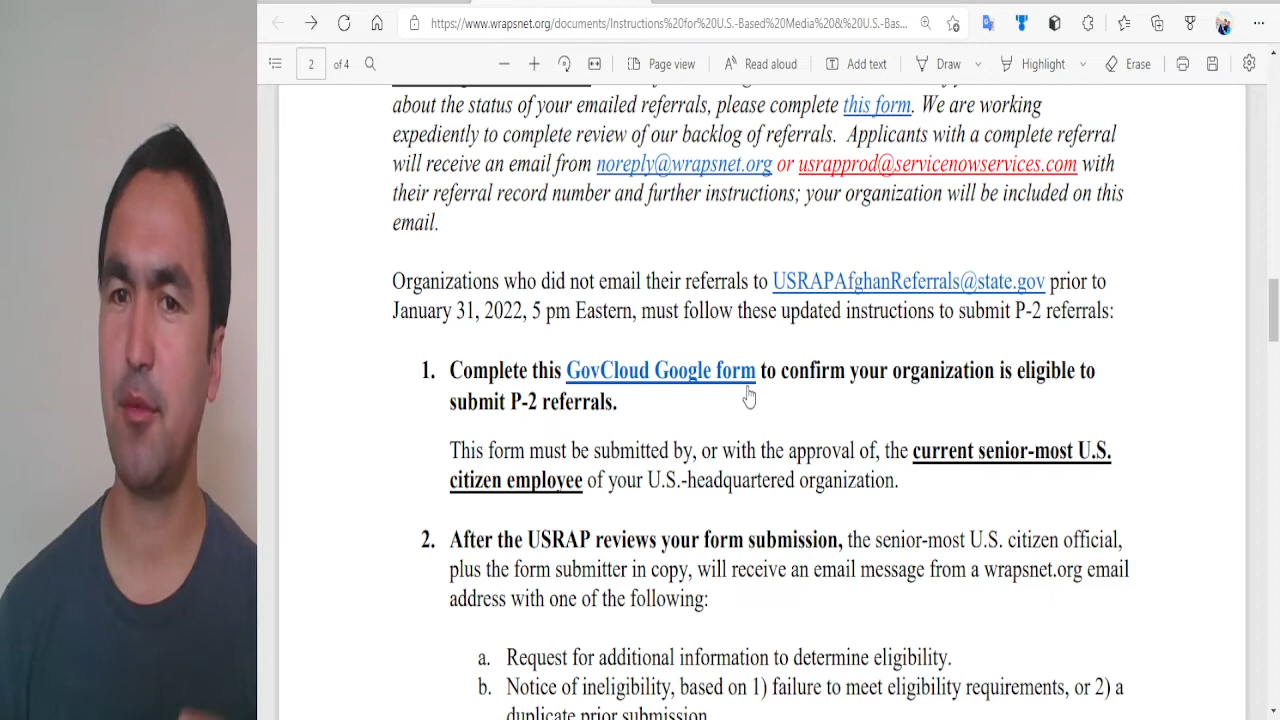 https://www.wrapsnet.org/documents/Instructions%20for%20U.S.-Based%20Media%20&%20U.S.-Bas...
2 of 4 Page view Read aloud Add text Draw Highlight Erase
about the status of your emailed referrals, please complete this form. We are working
expediently to complete review of our backlog of referrals. Applicants with a complete referral
will receive an email from noreply@wrapsnet.org or usrapprod@servicenowservices.com with
their referral record number and further instructions; your organization will be included on this
email.
Organizations who did not email their referrals to USRAPAfghanReferrals@state.gov prior to
January 31, 2022, 5 pm Eastern, must follow these updated instructions to submit P-2 referrals:
1. Complete this GovCloud Google form to confirm your organization is eligible to
submit P-2 referrals.
This form must be submitted by, or with the approval of, the current senior-most U.S.
citizen employee of your U.S.-headquartered organization.
2. After the USRAP reviews your form submission, the senior-most U.S. citizen official,
plus the form submitter in copy, will receive an email message from a wrapsnet.org email
address with one of the following:
a. Request for additional information to determine eligibility.
b. Notice of ineligibility, based on 1) failure to meet eligibility requirements, or 2) a
duplicate prior submission.